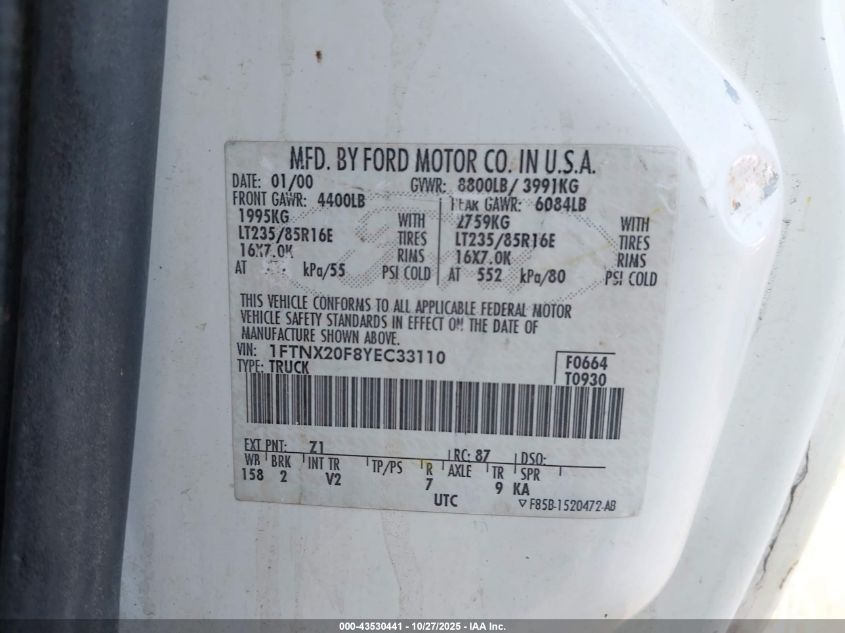 MFD. BY FORD MOTOR CO. IN U.S.A.
DATE: 01/00 GVWR: 8800LB/ 3991KG
FRONT GAWR: 4400LB REAR GAWR: 6084LB
1995KG WITH 2759KG WITH
LT235/85R16E TIRES LT235/85R16E TIRES
16X7.0K RIMS 16X7.0K RIMS
AT kPa/55 PSI COLD AT 552 kPa/80 PSI COLD
THIS VEHICLE CONFORMS TO ALL APPLICABLE FEDERAL MOTOR
VEHICLE SAFETY STANDARDS IN EFFECT ON THE DATE OF
MANUFACTURE SHOWN ABOVE.
VIN: 1FTNX20F8YEC33110 F0664
TYPE: TRUCK T0930
EXT PNT: Z1 RC: 87 DSO:
WB BRK INT TR TP/PS R AXLE TR SPR
158 2 V2 7 9 KA
UTC F85B-1520472-AB
000-43530441 - 10/27/2025 - IAA Inc.